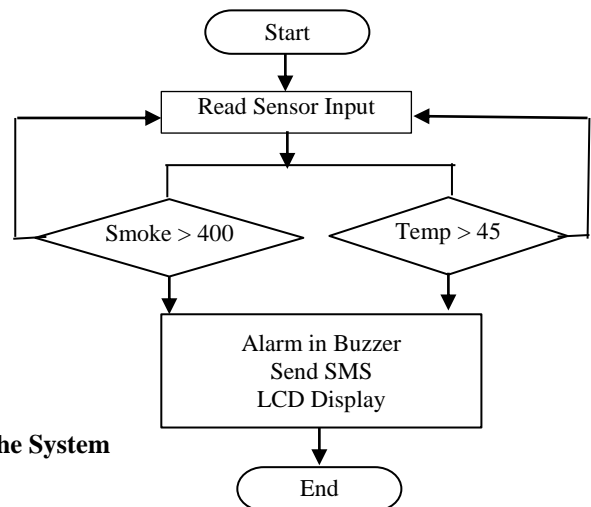 Start
Read Sensor Input
Smoke > 400
Temp > 45
Alarm in Buzzer
Send SMS
LCD Display
he System
End